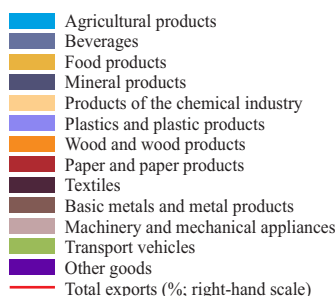 Agricultural products
Beverages
Food products
Mineral products
Products of the chemical industry
Plastics and plastic products
Wood and wood products
Paper and paper products
Textiles
Basic metals and metal products
Machinery and mechanical appliances
Transport vehicles
Other goods
Total exports (%; right-hand scale)